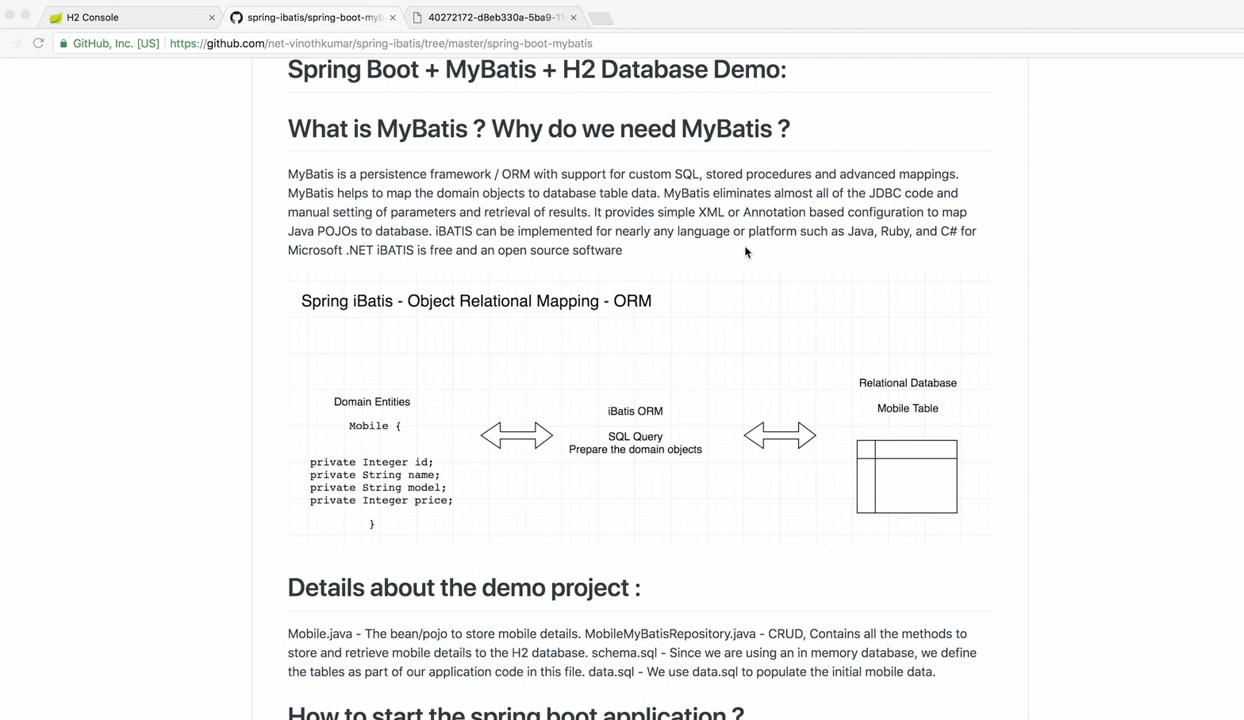 H2 Console
spring-ibatis/spring-boot-myb
40272172-d8eb330a-5ba9-11
GitHub, Inc. [US] https://github.com/net-vinothkumar/spring-ibatis/tree/master/spring-boot-mybatis
Spring Boot + MyBatis + H2 Database Demo:
What is MyBatis ? Why do we need MyBatis ?
MyBatis is a persistence framework / ORM with support for custom SQL, stored procedures and advanced mappings.
MyBatis helps to map the domain objects to database table data. MyBatis eliminates almost all of the JDBC code and
manual setting of parameters and retrieval of results. It provides simple XML or Annotation based configuration to map
Java POJOs to database. iBATIS can be implemented for nearly any language or platform such as Java, Ruby, and C# for
Microsoft .NET iBATIS is free and an open source software
Spring iBatis - Object Relational Mapping - ORM
Domain Entities
Mobile {
private Integer id;
private String name;
private String model;
private Integer price;
}
iBatis ORM
SQL Query
Prepare the domain objects
Relational Database
Mobile Table
Details about the demo project :
Mobile.java - The bean/pojo to store mobile details. MobileMyBatisRepository.java - CRUD, Contains all the methods to
store and retrieve mobile details to the H2 database. schema.sql - Since we are using an in memory database, we define
the tables as part of our application code in this file. data.sql - We use data.sql to populate the initial mobile data.
How to start the spring boot application ?